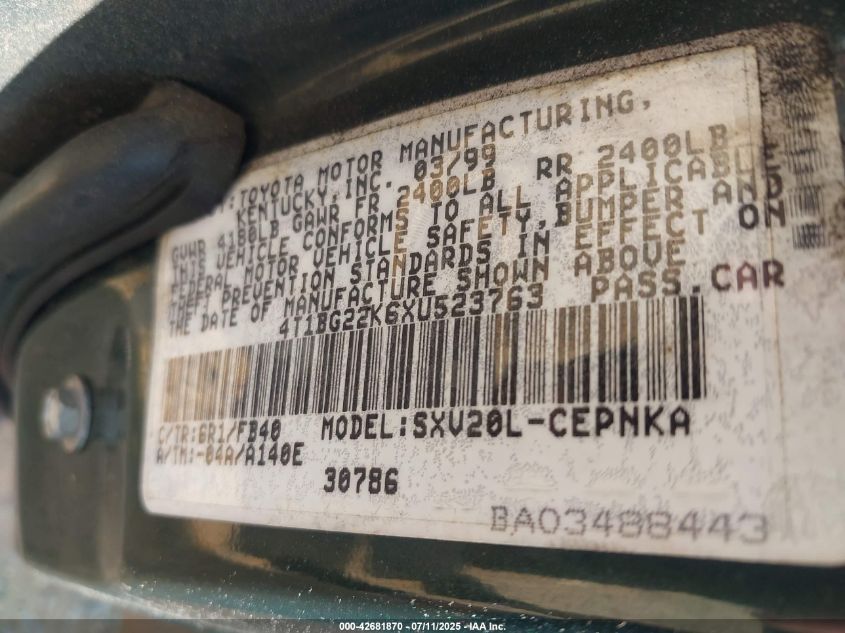 TOYOTA MOTOR MANUFACTURING,
KENTUCKY, INC. 03/99
GVWR 4180LB GAWR FR 2400LB RR 2400LB
THIS VEHICLE CONFORMS TO ALL APPLICABLE
FEDERAL MOTOR VEHICLE SAFETY, BUMPER AND
THEFT PREVENTION STANDARDS IN EFFECT ON
THE DATE OF MANUFACTURE SHOWN ABOVE
4T1BG22K6XU523763 PASS.CAR
C/TR:6R1/FB40 MODEL:SXV20L-CEPNKA
A/TM:-04A/A140E
30786
BA03488443
000-42681870 - 07/11/2025 - IAA Inc.